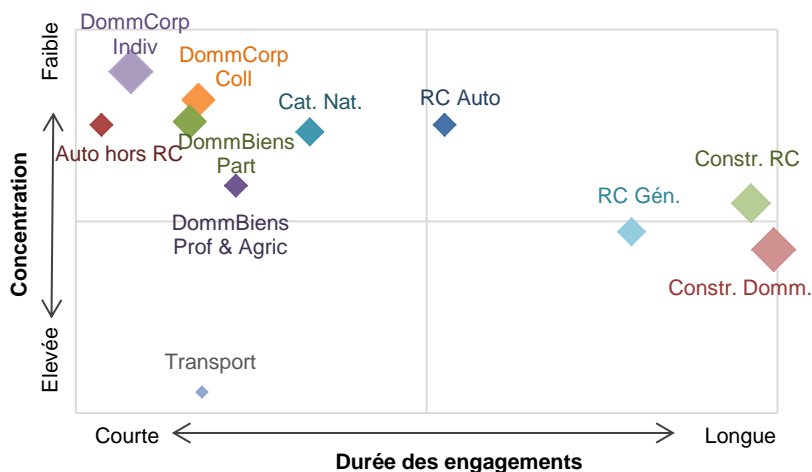 Faible
Concentration
Elevée
DommCorp
Indiv
DommCorp
Coll
Cat. Nat.
RC Auto
Auto hors RC
DommBiens
Part
Constr. RC
RC Gén.
DommBiens
Prof & Agric
Constr. Domm.
Transport
Courte
Longue
Durée des engagements